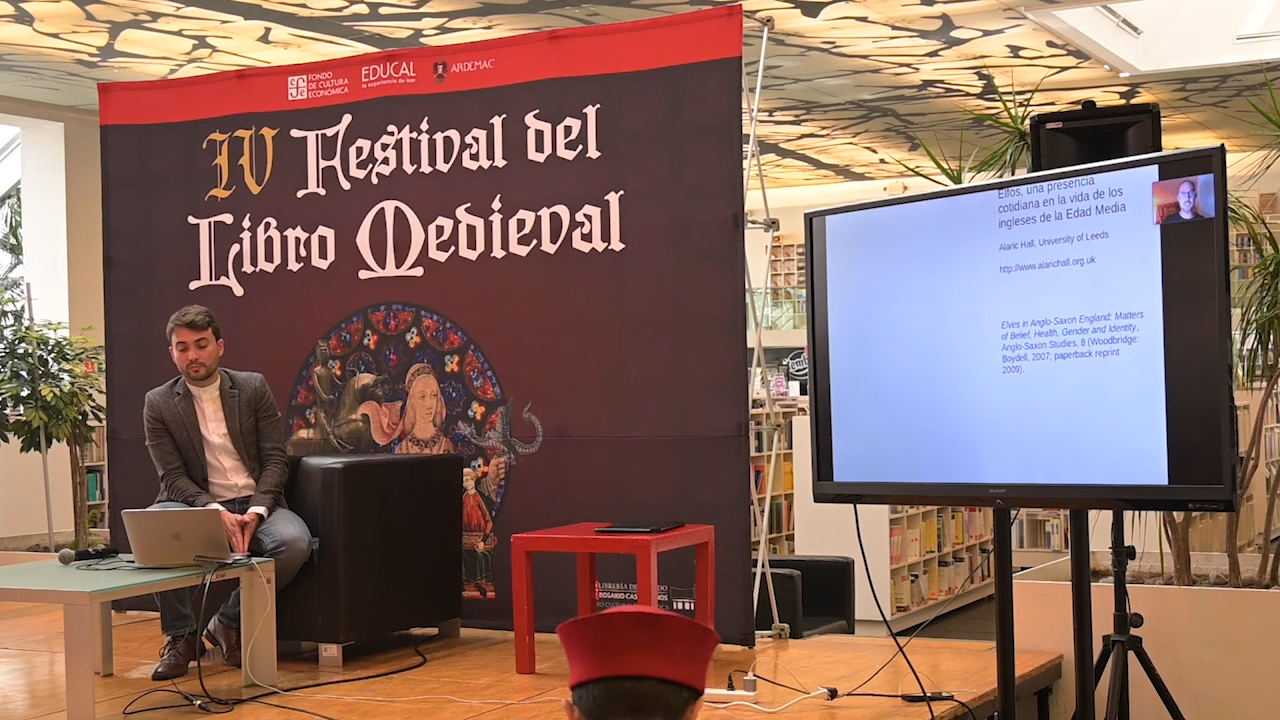 FONDO
DE CULTURA
ECONÓMICA
EDUCAL
la experiencia de leer
ARDEMAC
IV Festival del
Libro Medieval
Elfos, una presencia
cotidiana en la vida de los
ingleses de la Edad Media
Alaric Hall, University of Leeds
http://www.alarichall.org.uk
Elves in Anglo-Saxon England: Matters
of Belief, Health, Gender and Identity,
Anglo-Saxon Studies, 8 (Woodbridge:
Boydell, 2007; paperback reprint
2009).
SHARP
LIBRERÍA DE
ROSARIO